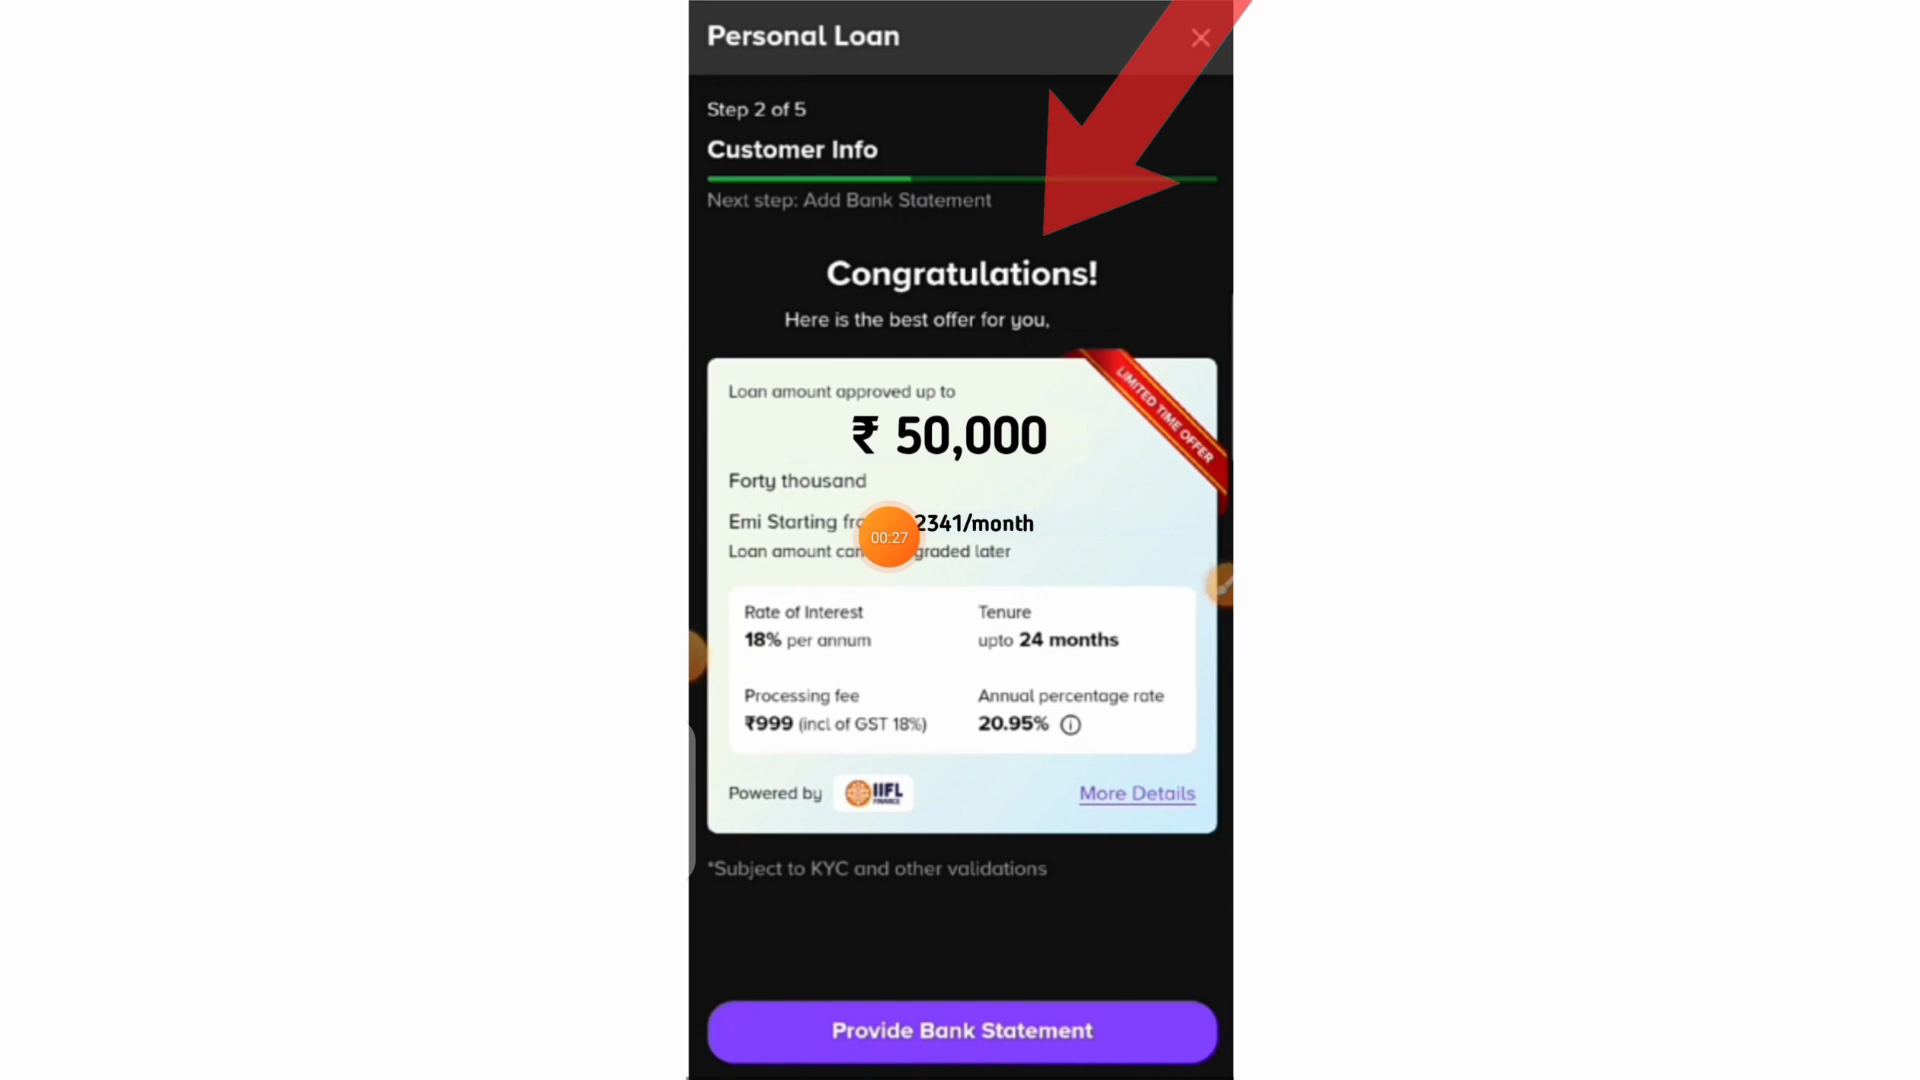 Personal Loan
Step 2 of 5
Customer Info
Next step: Add Bank Statement
Congratulations!
Here is the best offer for you,
LIMITED TIME OFFER
Loan amount approved up to
₹ 50,000
Forty thousand
Emi Starting 2341/month
00:27
Loan amount later
Rate of Interest
18% per annum
Tenure
upto 24 months
Processing fee
₹999 (incl of GST 18%)
Annual percentage rate
20.95%
Powered by IIFL FINANCE
More Details
*Subject to KYC and other validations
Provide Bank Statement